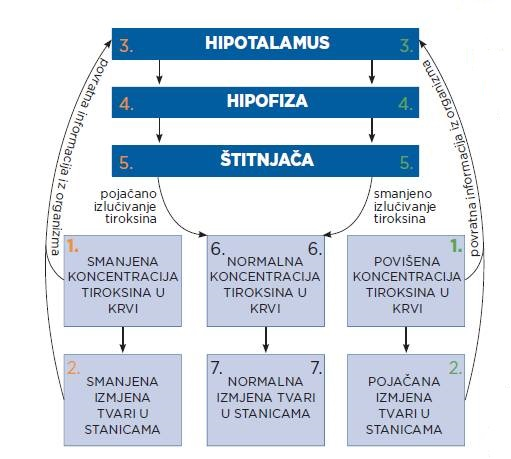 3. HIPOTALAMUS 3.
4. HIPOFIZA 4.
5. ŠTITNJAČA 5.
povratna informacija iz organizma
povratna informacija iz organizma
pojačano
izlučivanje
tiroksina
smanjeno
izlučivanje
tiroksina
1.
SMANJENA
KONCENTRACIJA
TIROKSINA U
KRVI
6. 6.
NORMALNA
KONCENTRACIJA
TIROKSINA U
KRVI
1.
POVIŠENA
KONCENTRACIJA
TIROKSINA U
KRVI
2.
SMANJENA
IZMJENA
TVARI U
STANICAMA
7. 7.
NORMALNA
IZMJENA TVARI
U STANICAMA
2.
POJAČANA
IZMJENA
TVARI U
STANICAMA